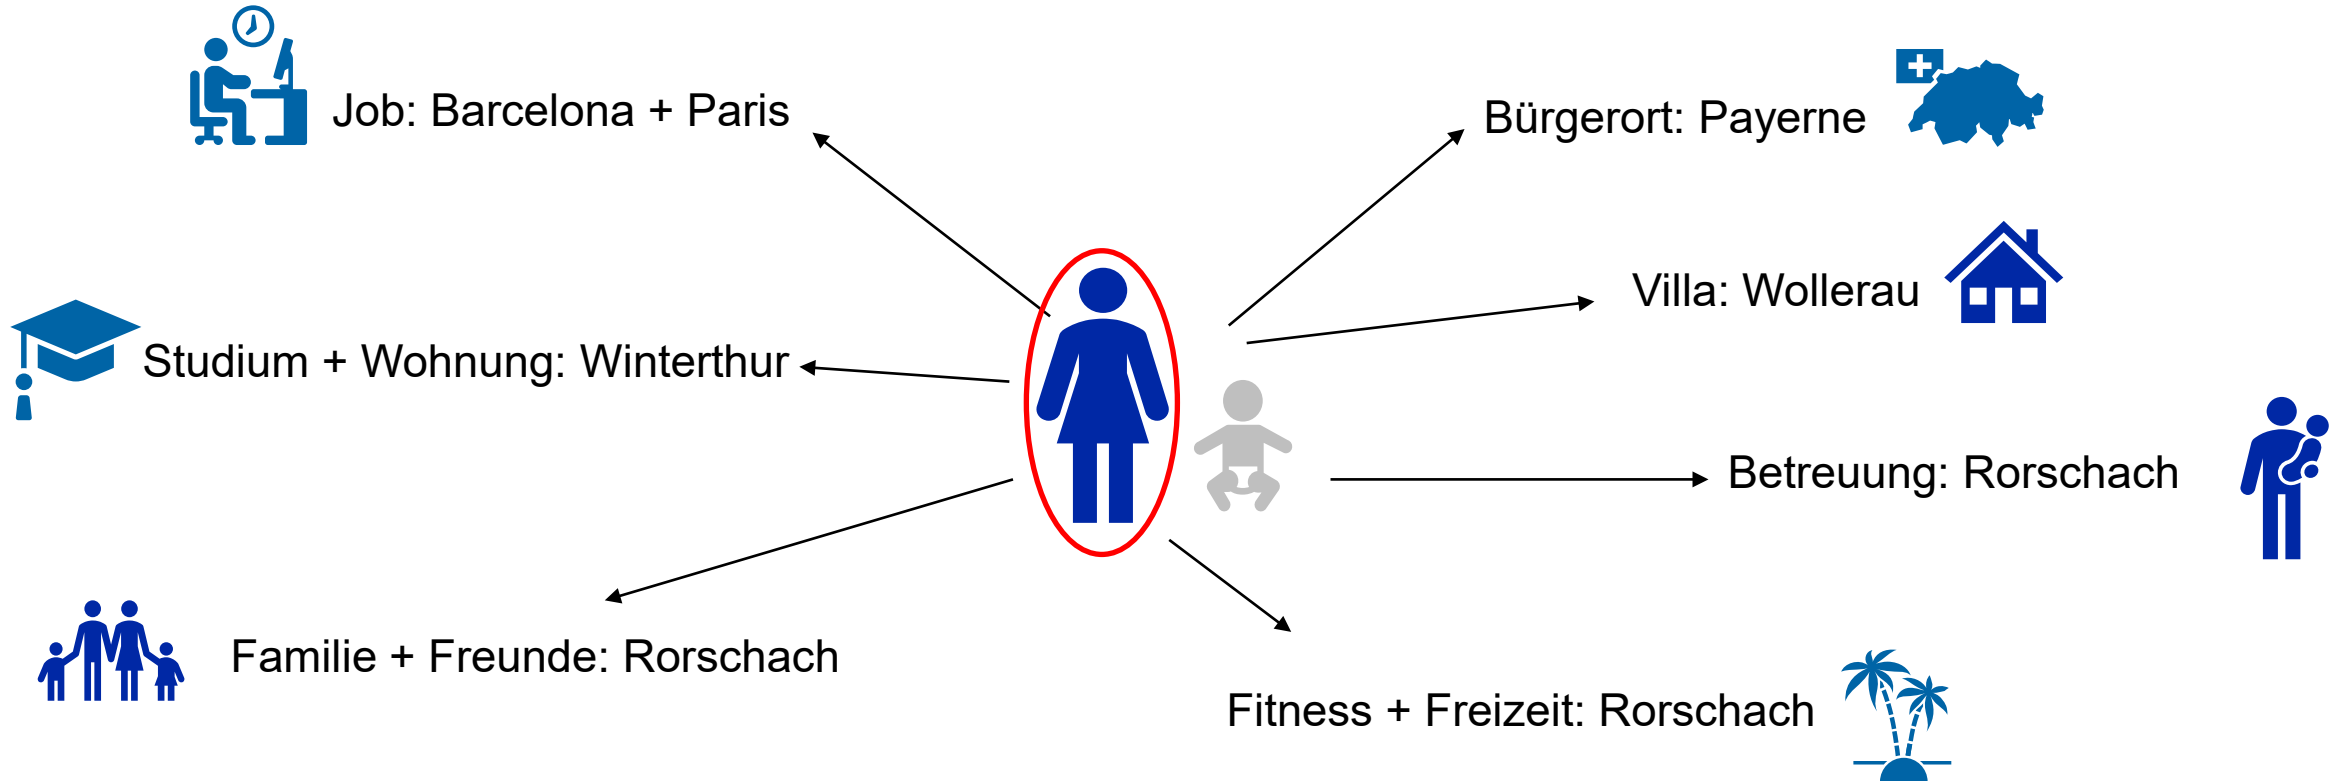 Job: Barcelona + Paris
Bürgerort: Payerne
Villa: Wollerau
Studium + Wohnung: Winterthur
Betreuung: Rorschach
Familie + Freunde: Rorschach
Fitness + Freizeit: Rorschach